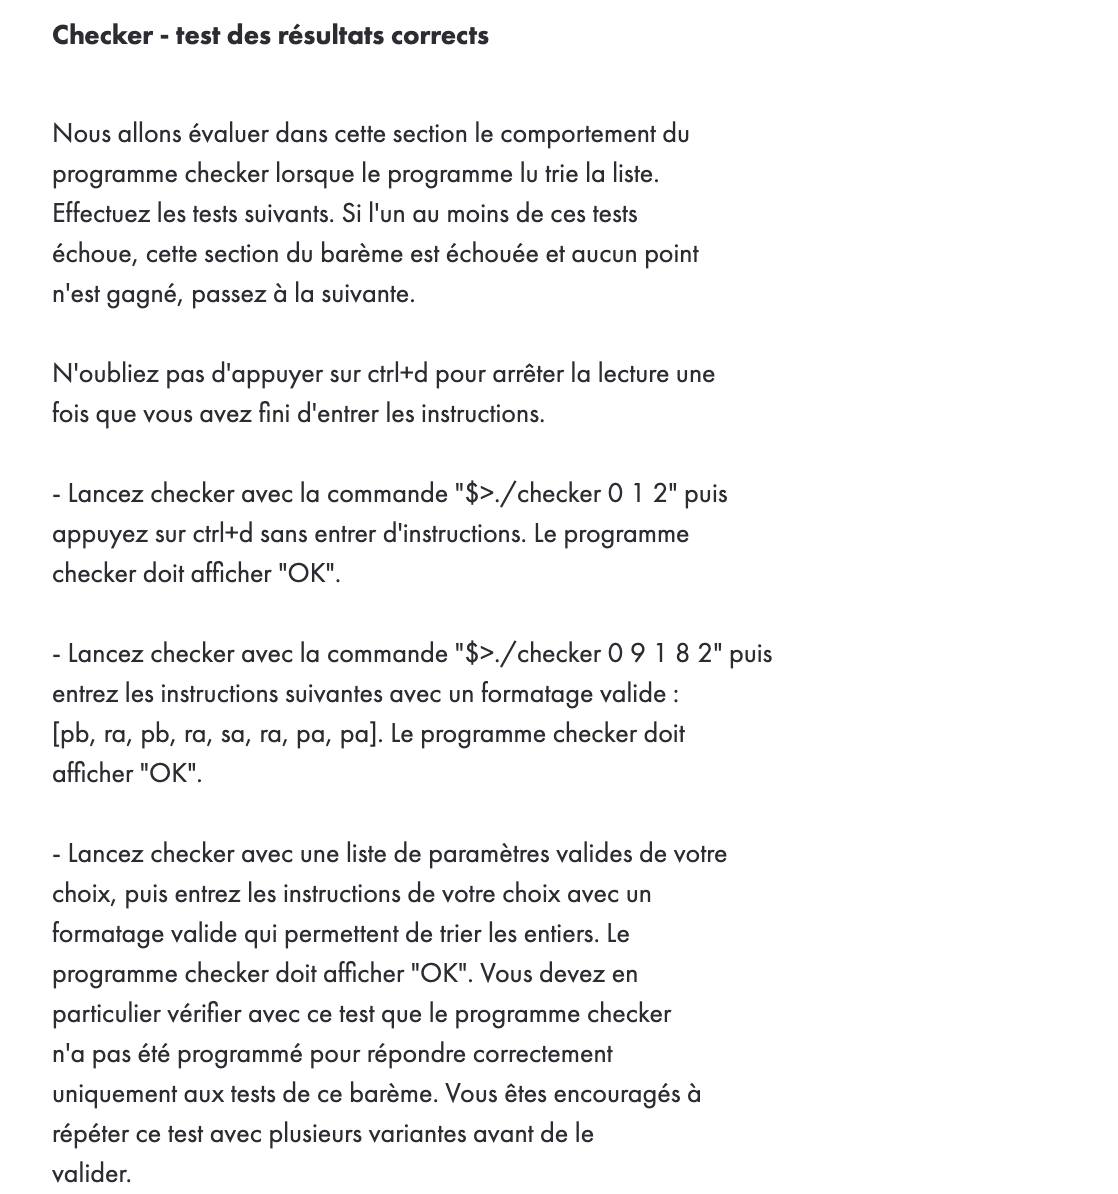 Checker - test des résultats corrects
Nous allons évaluer dans cette section le comportement du
programme checker lorsque le programme lu trie la liste.
Effectuez les tests suivants. Si l'un au moins de ces tests
échoue, cette section du barème est échouée et aucun point
n'est gagné, passez à la suivante.
N'oubliez pas d'appuyer sur ctrl+d pour arrêter la lecture une
fois que vous avez fini d'entrer les instructions.
- Lancez checker avec la commande "$>./checker 0 1 2" puis
appuyez sur ctrl+d sans entrer d'instructions. Le programme
checker doit afficher "OK".
- Lancez checker avec la commande "$>./checker 0 9 1 8 2" puis
entrez les instructions suivantes avec un formatage valide :
[pb, ra, pb, ra, sa, ra, pa, pa]. Le programme checker doit
afficher "OK".
- Lancez checker avec une liste de paramètres valides de votre
choix, puis entrez les instructions de votre choix avec un
formatage valide qui permettent de trier les entiers. Le
programme checker doit afficher "OK". Vous devez en
particulier vérifier avec ce test que le programme checker
n'a pas été programmé pour répondre correctement
uniquement aux tests de ce barème. Vous êtes encouragés à
répéter ce test avec plusieurs variantes avant de le
valider.